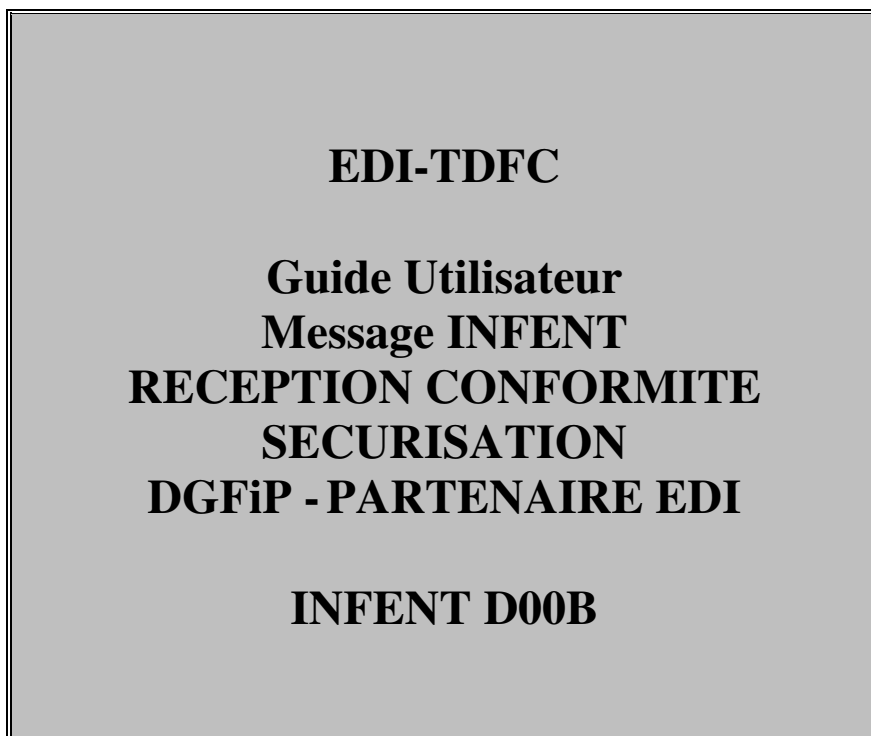 EDI-TDFC
Guide Utilisateur
Message INFENT
RECEPTION CONFORMITE
SECURISATION
DGFiP - PARTENAIRE EDI
INFENT D00B